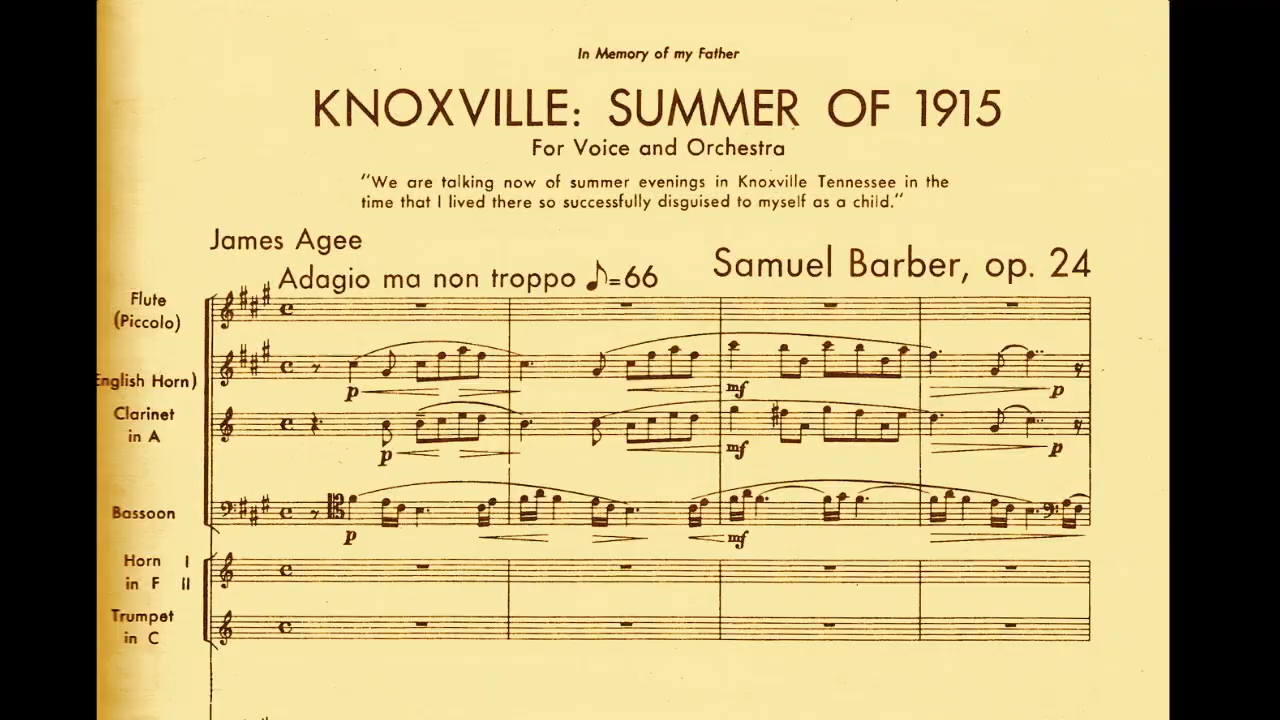 In Memory of my Father
KNOXVILLE: SUMMER OF 1915
For Voice and Orchestra
"We are talking now of summer evenings in Knoxville Tennessee in the
time that I lived there so successfully disguised to myself as a child."
James Agee
Samuel Barber, op. 24
Adagio ma non troppo ♪=66
Flute
(Piccolo)
English Horn)
p
mf
p
Clarinet
in A
p
mf
p
Bassoon
p
mf
Horn I
in F II
Trumpet
in C